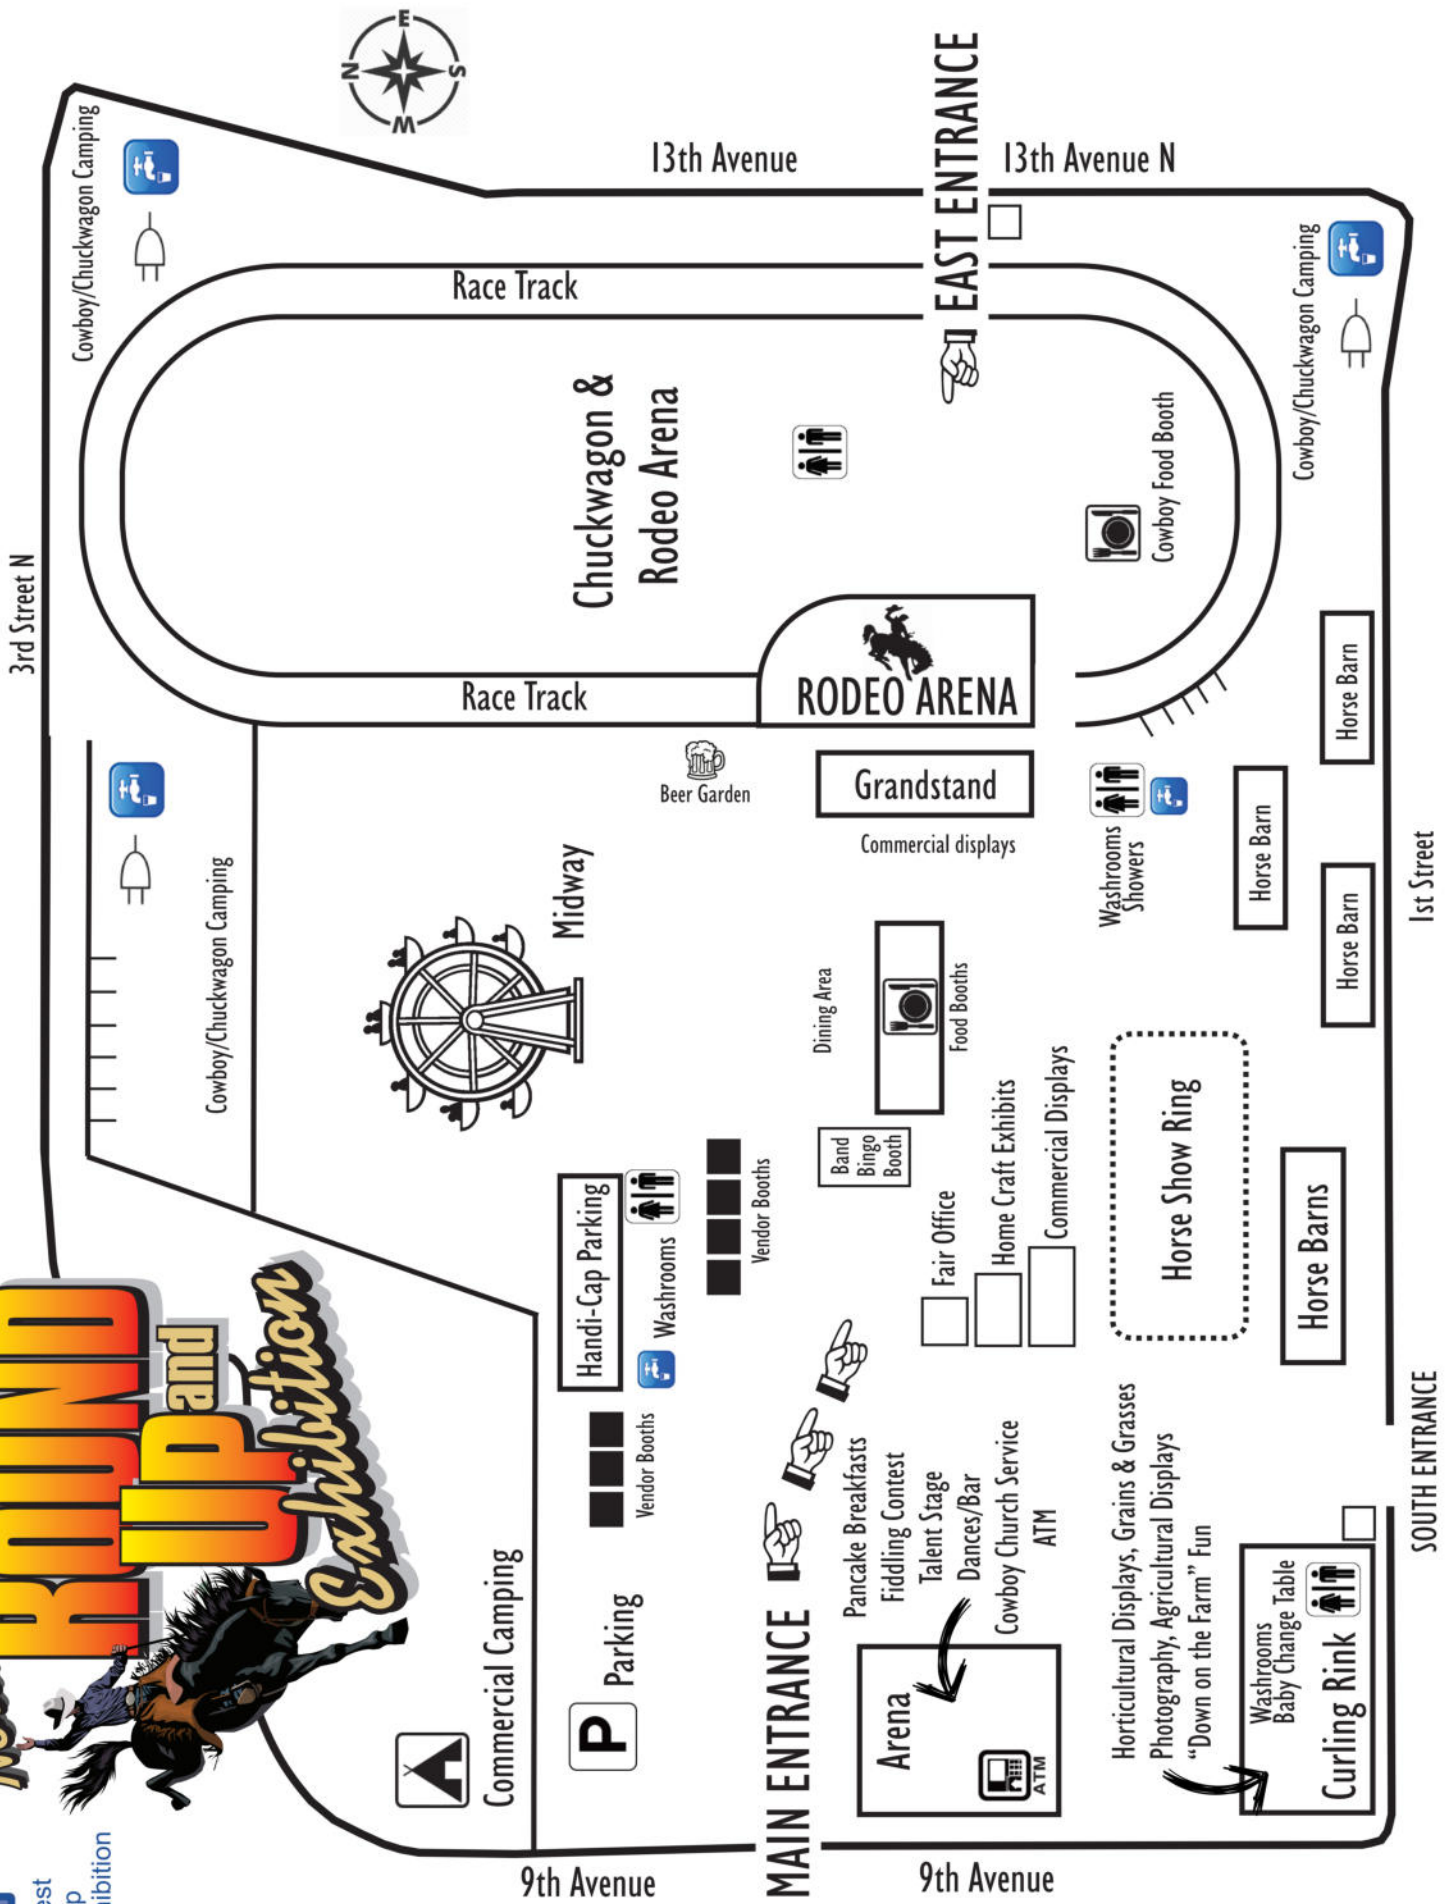 est
p
ibition
ROUND
UP and
Exhibition
3rd Street N
N
E
S
W
Cowboy/Chuckwagon Camping
Cowboy/Chuckwagon Camping
13th Avenue
EAST ENTRANCE
13th Avenue N
Race Track
Chuckwagon &
Rodeo Arena
Race Track
RODEO ARENA
Cowboy Food Booth
Cowboy/Chuckwagon Camping
Beer Garden
Grandstand
Commercial displays
Washrooms
Showers
Horse Barn
Horse Barn
Horse Barn
Midway
Dining Area
Food Booths
Band
Bingo
Booth
Handi-Cap Parking
Washrooms
Vendor Booths
Vendor Booths
Fair Office
Home Craft Exhibits
Commercial Displays
Horse Show Ring
Horse Barns
1st Street
Commercial Camping
P
Parking
MAIN ENTRANCE
Pancake Breakfasts
Fiddling Contest
Talent Stage
Dances/Bar
Cowboy Church Service
ATM
Arena
ATM
Horticultural Displays, Grains & Grasses
Photography, Agricultural Displays
“Down on the Farm” Fun
Washrooms
Baby Change Table
Curling Rink
SOUTH ENTRANCE
9th Avenue
9th Avenue